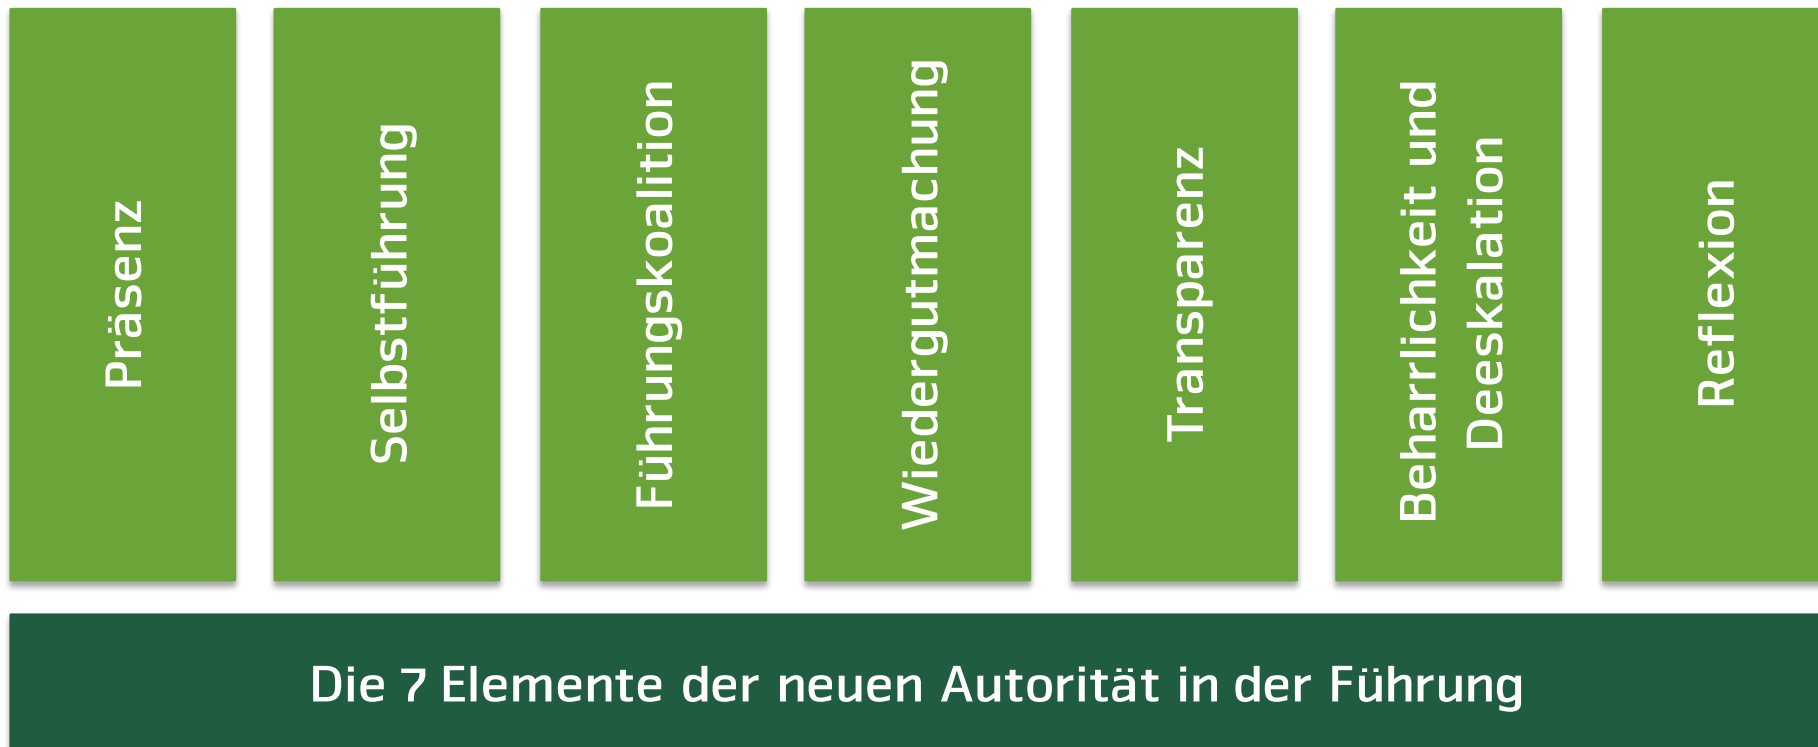 Präsenz
Selbstführung
Führungskoalition
Wiedergutmachung
Transparenz
Beharrlichkeit und
Deeskalation
Reflexion
Die 7 Elemente der neuen Autorität in der Führung